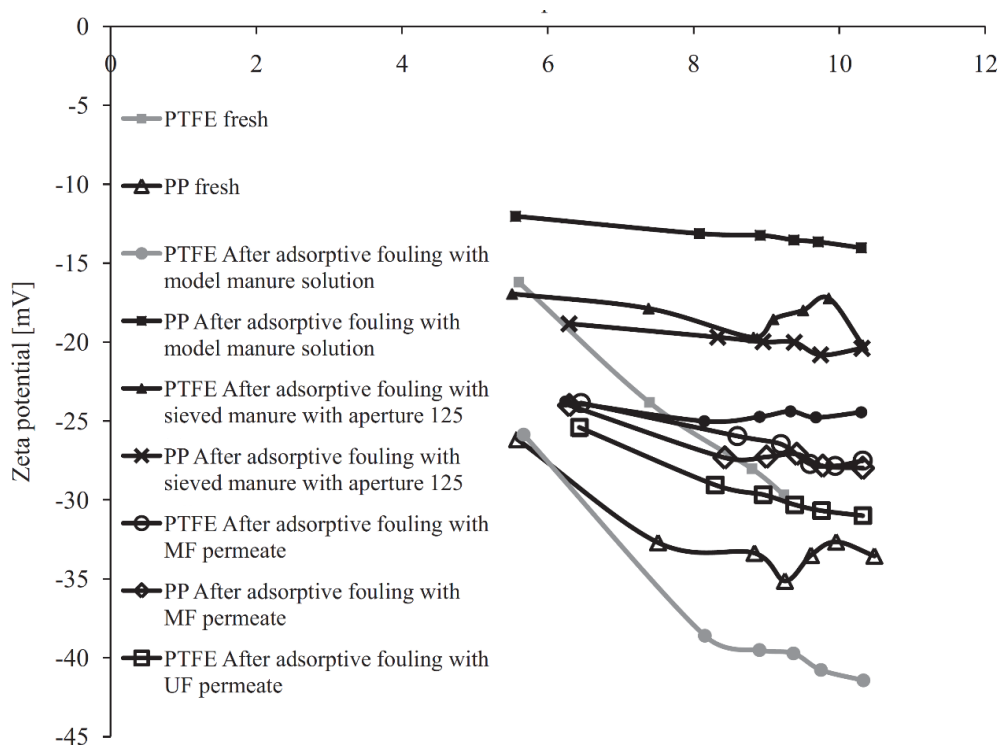 0
0 2 4 6 8 10 12
-5
PTFE fresh
-10
PP fresh
PTFE After adsorptive fouling with
model manure solution
-15
PP After adsorptive fouling with
model manure solution
-20
PTFE After adsorptive fouling with
sieved manure with aperture 125
-25
PP After adsorptive fouling with
sieved manure with aperture 125
-30
PTFE After adsorptive fouling with
MF permeate
-35
PP After adsorptive fouling with
MF permeate
-40
PTFE After adsorptive fouling with
UF permeate
-45
Zeta potential [mV]